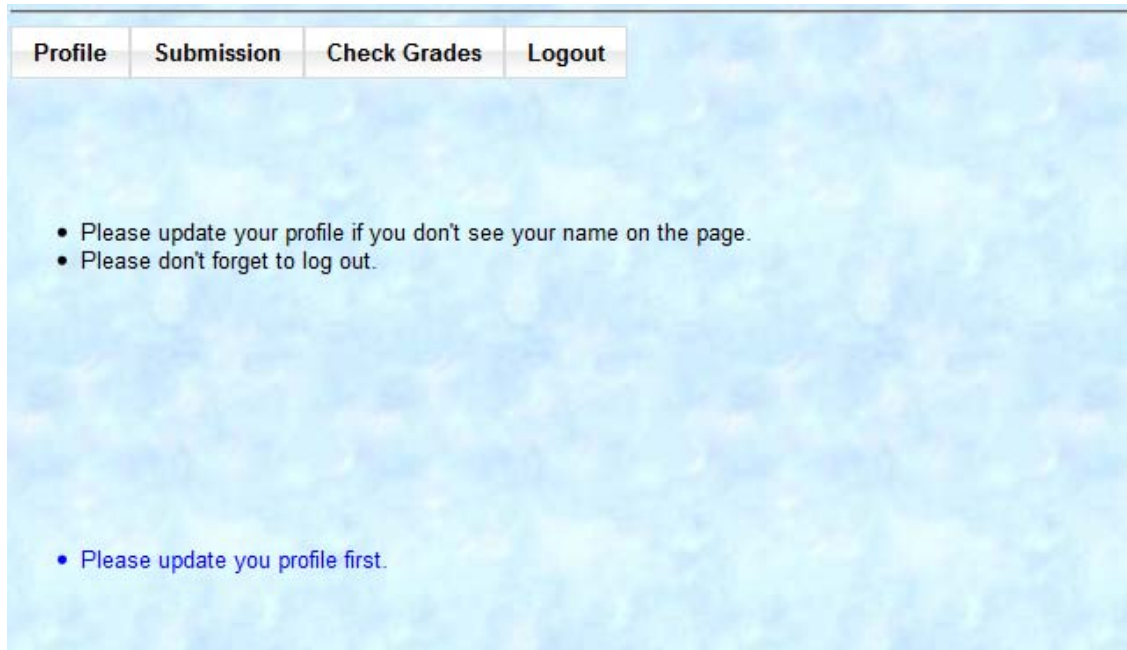 Profile Submission Check Grades Logout
Please update your profile if you don't see your name on the page.
Please don't forget to log out.
Please update you profile first.